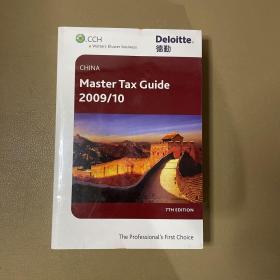 CCH
a Wolters Kluwer business
Deloitte.
德勤
CHINA
Master Tax Guide
2009/10
7TH EDITION
The Professional's First Choice